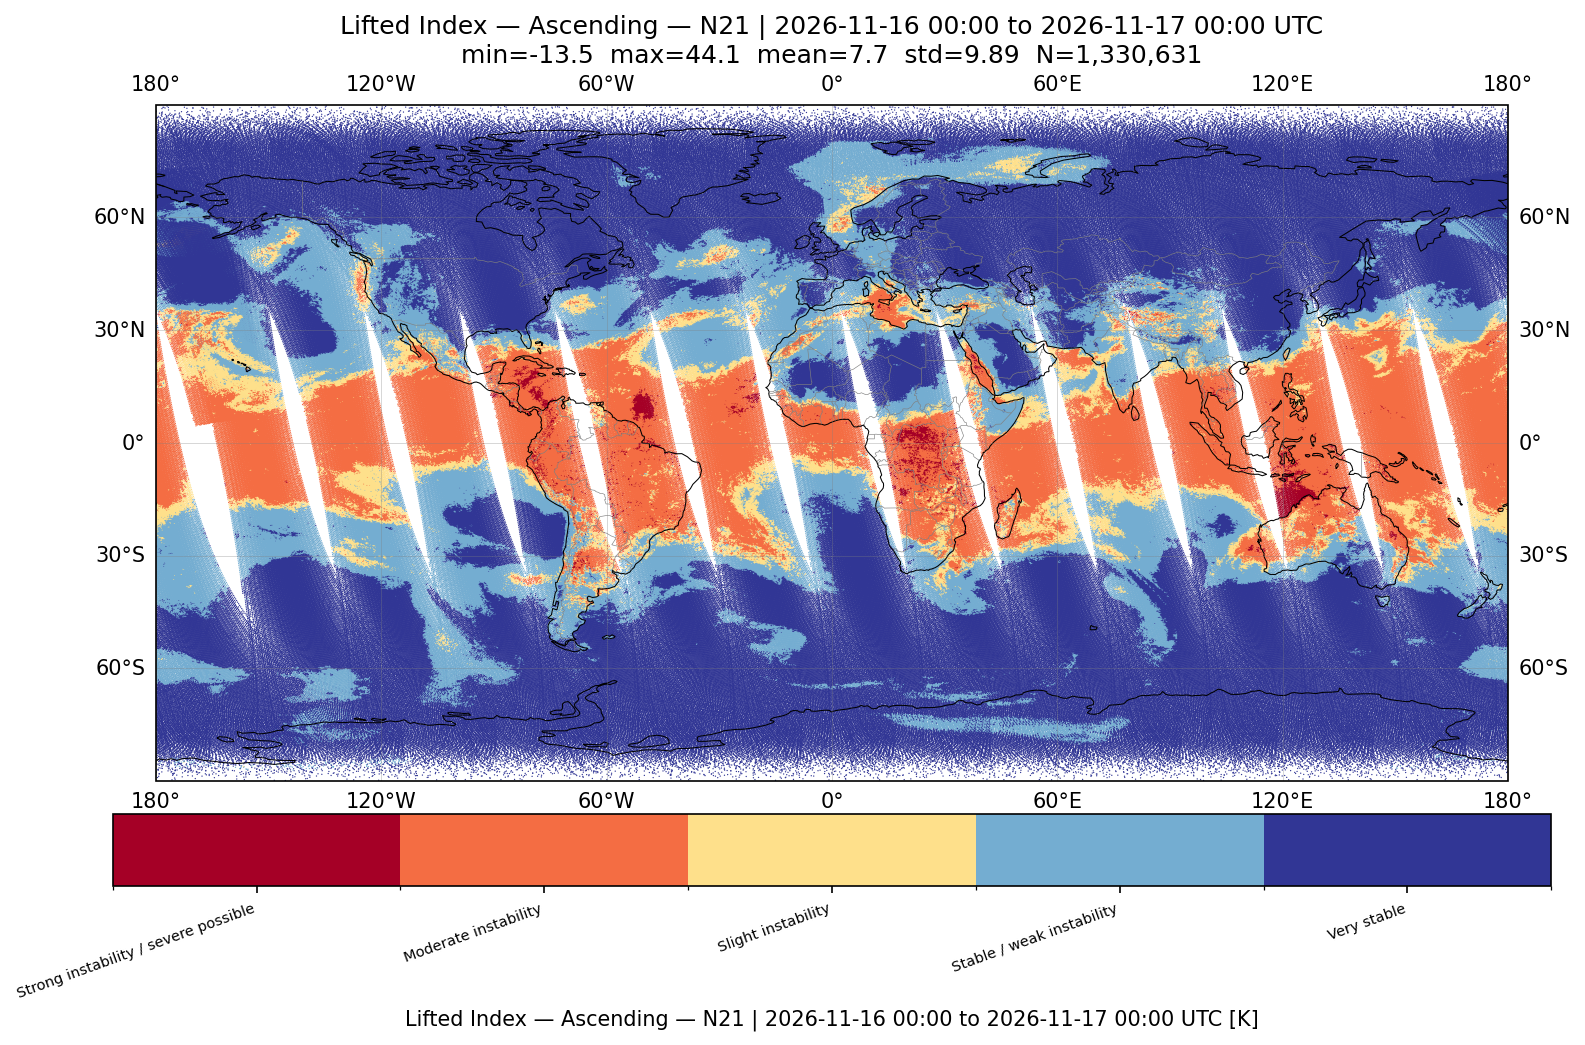 Lifted Index — Ascending — N21 | 2026-11-16 00:00 to 2026-11-17 00:00 UTC
min=-13.5  max=44.1  mean=7.7  std=9.89  N=1,330,631
180° 120°W 60°W 0° 60°E 120°E 180°
60°N 60°N
30°N 30°N
0° 0°
30°S 30°S
60°S 60°S
180° 120°W 60°W 0° 60°E 120°E 180°
Strong instability / severe possible
Moderate instability
Slight instability
Stable / weak instability
Very stable
Lifted Index — Ascending — N21 | 2026-11-16 00:00 to 2026-11-17 00:00 UTC [K]